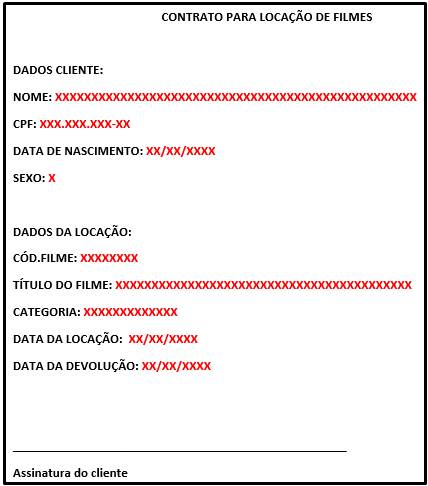 CONTRATO PARA LOCAÇÃO DE FILMES
DADOS CLIENTE:
NOME: XXXXXXXXXXXXXXXXXXXXXXXXXXXXXXXXXXXXXXXXXXXXXXXXXX
CPF: XXX.XXX.XXX-XX
DATA DE NASCIMENTO: XX/XX/XXXX
SEXO: X
DADOS DA LOCAÇÃO:
CÓD.FILME: XXXXXXXX
TÍTULO DO FILME: XXXXXXXXXXXXXXXXXXXXXXXXXXXXXXXXXXXXXXXXX
CATEGORIA: XXXXXXXXXXXXX
DATA DA LOCAÇÃO: XX/XX/XXXX
DATA DA DEVOLUÇÃO: XX/XX/XXXX
Assinatura do cliente